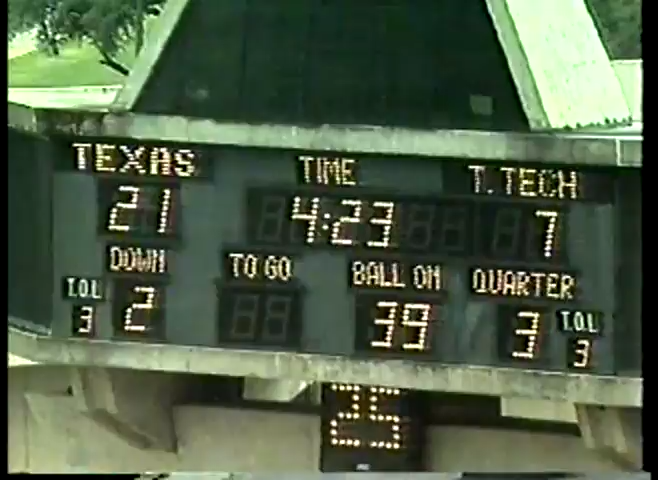 TEXAS TIME T. TECH
21 4:23 7
DOWN TO GO BALL ON QUARTER
T.O.L 3 2 39 3 T.O.L 3
25